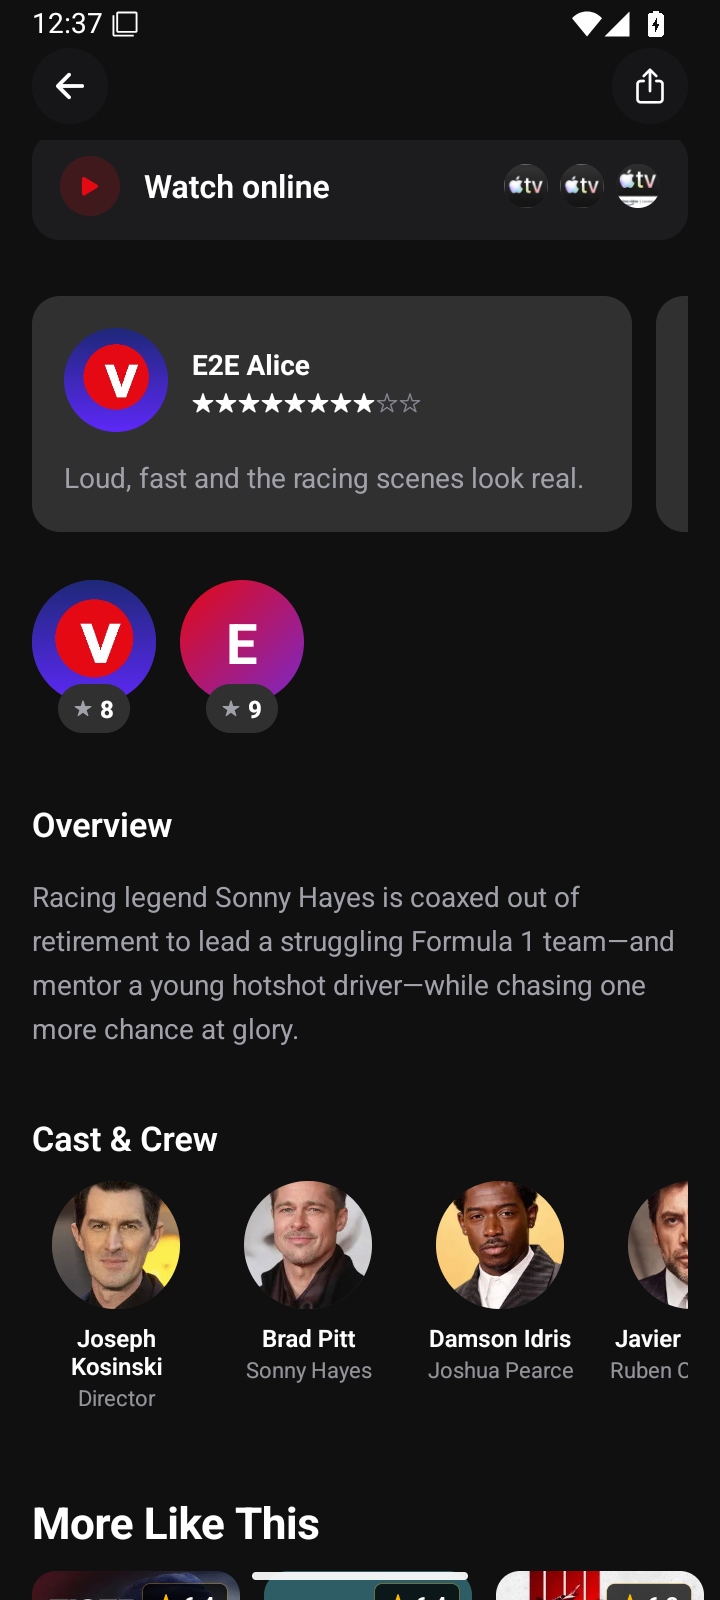 12:37
Watch online
tv
tv
tv
V
E2E Alice
Loud, fast and the racing scenes look real.
V
E
8
9
Overview
Racing legend Sonny Hayes is coaxed out of
retirement to lead a struggling Formula 1 team—and
mentor a young hotshot driver—while chasing one
more chance at glory.
Cast & Crew
Joseph
Kosinski
Director
Brad Pitt
Sonny Hayes
Damson Idris
Joshua Pearce
Javier
Ruben
More Like This